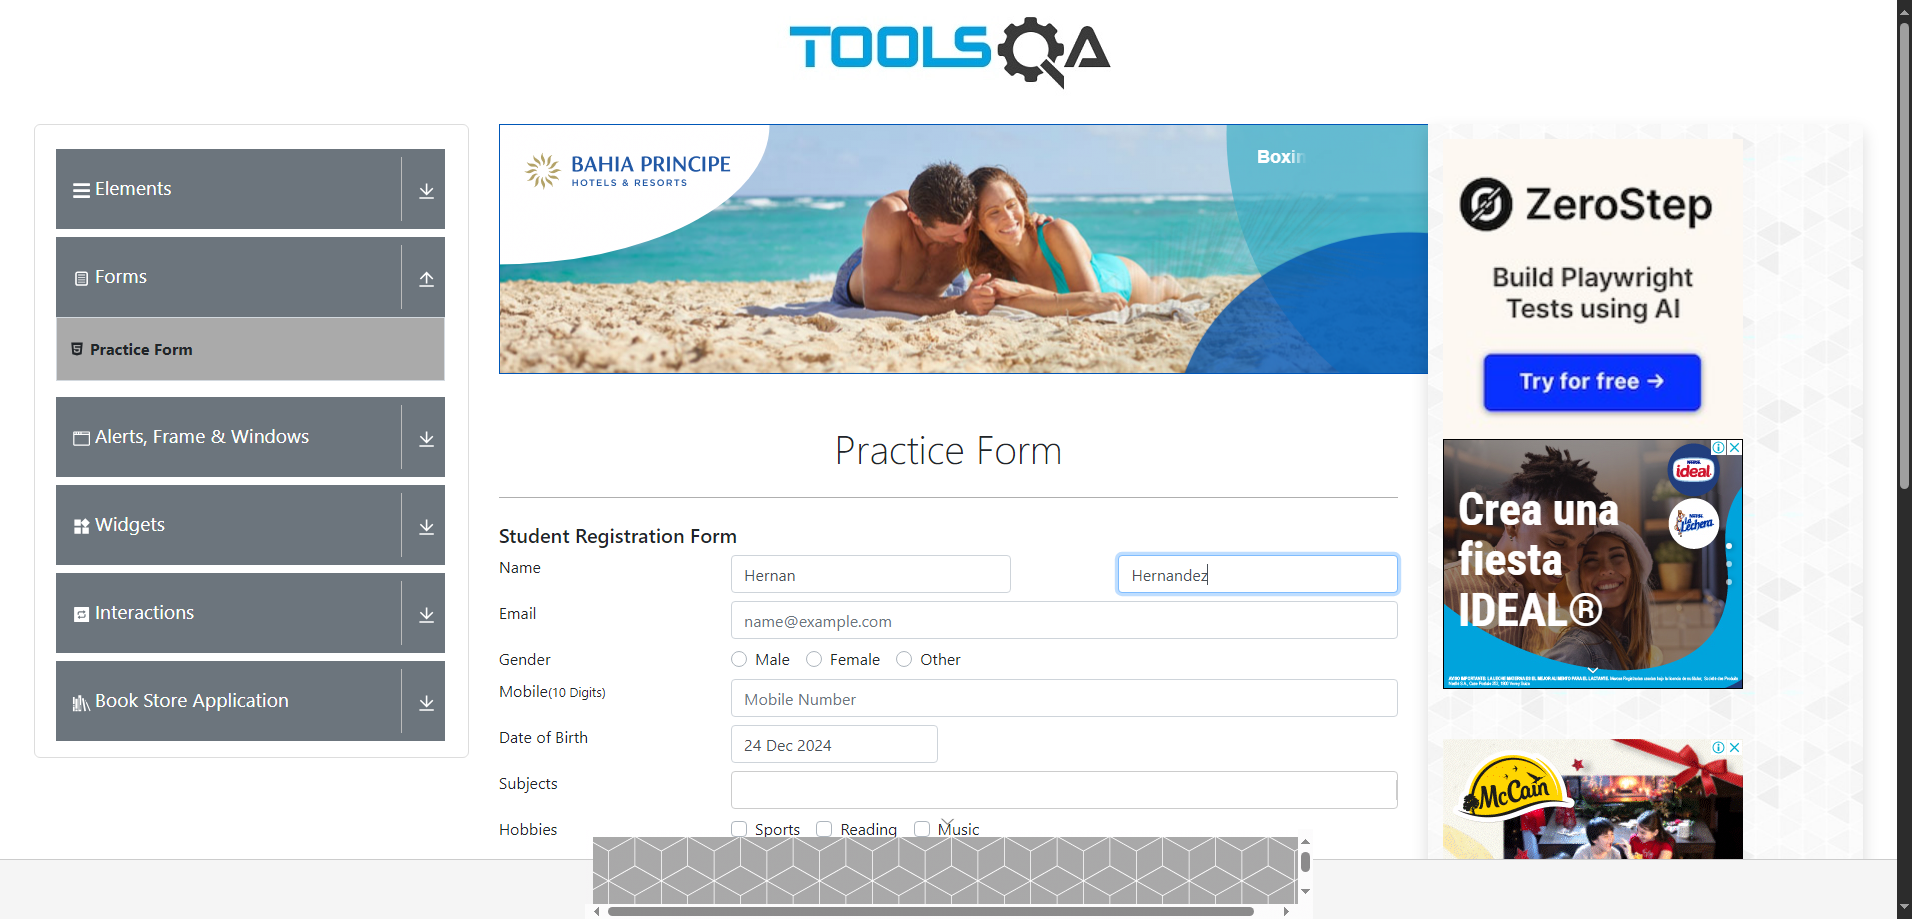 TOOLSQA
Elements
Forms
Practice Form
Alerts, Frame & Windows
Widgets
Interactions
Book Store Application
BAHIA PRINCIPE
HOTELS & RESORTS
Boxin
Practice Form
Student Registration Form
Name
Hernan
Hernandez
Email
name@example.com
Gender
Male
Female
Other
Mobile(10 Digits)
Mobile Number
Date of Birth
24 Dec 2024
Subjects
Hobbies
Sports
Reading
Music
ZeroStep
Build Playwright
Tests using AI
Try for free →
ideal
La Lechera
Crea una
fiesta
IDEAL®
McCain